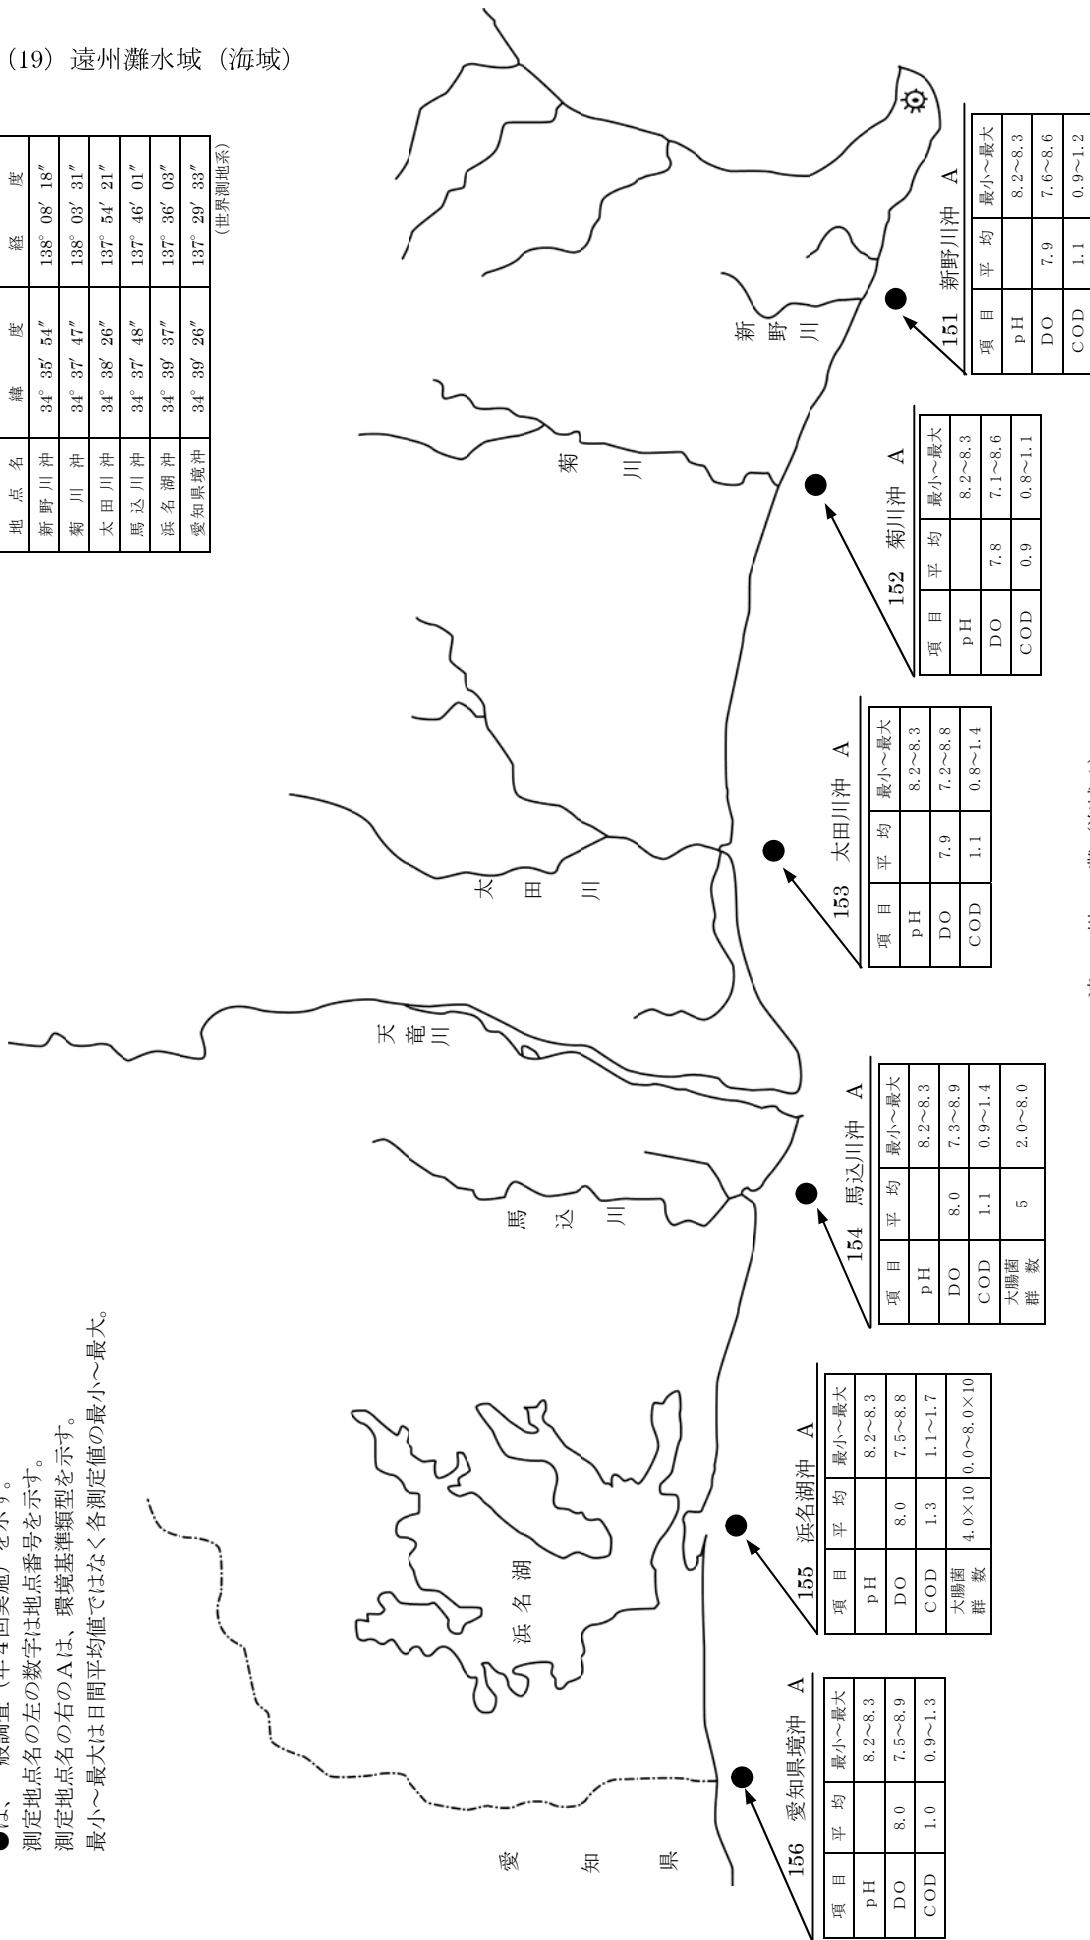 (19) 遠州灘水域（海域）
地点名 緯度 経度
新野川沖 34° 35′ 54″ 138° 08′ 18″
菊川沖 34° 37′ 47″ 138° 03′ 31″
太田川沖 34° 38′ 26″ 137° 54′ 21″
馬込川沖 34° 37′ 48″ 137° 46′ 01″
浜名湖沖 34° 39′ 37″ 137° 36′ 03″
愛知県境沖 34° 39′ 26″ 137° 29′ 33″
(世界測地系)
測定地点名の左の数字は地点番号を示す。
測定地点名の右のAは、環境基準類型を示す。
最小～最大は日間平均値ではなく各測定値の最小～最大。
愛知県
浜名湖
馬込川
天竜川
太田川
菊川
新野川
156 愛知県境沖 A
項目 平均 最小～最大
pH 8.2～8.3
DO 8.0 7.5～8.9
COD 1.0 0.9～1.3
155 浜名湖沖 A
項目 平均 最小～最大
pH 8.2～8.3
DO 8.0 7.5～8.8
COD 1.3 1.1～1.7
大腸菌群数 4.0×10 0.0～8.0×10
154 馬込川沖 A
項目 平均 最小～最大
pH 8.2～8.3
DO 8.0 7.3～8.9
COD 1.1 0.9～1.4
大腸菌群数 5 2.0～8.0
153 太田川沖 A
項目 平均 最小～最大
pH 8.2～8.3
DO 7.9 7.2～8.8
COD 1.1 0.8～1.4
152 菊川沖 A
項目 平均 最小～最大
pH 8.2～8.3
DO 7.8 7.1～8.6
COD 0.9 0.8～1.1
151 新野川沖 A
項目 平均 最小～最大
pH 8.2～8.3
DO 7.9 7.6～8.6
COD 1.1 0.9～1.2